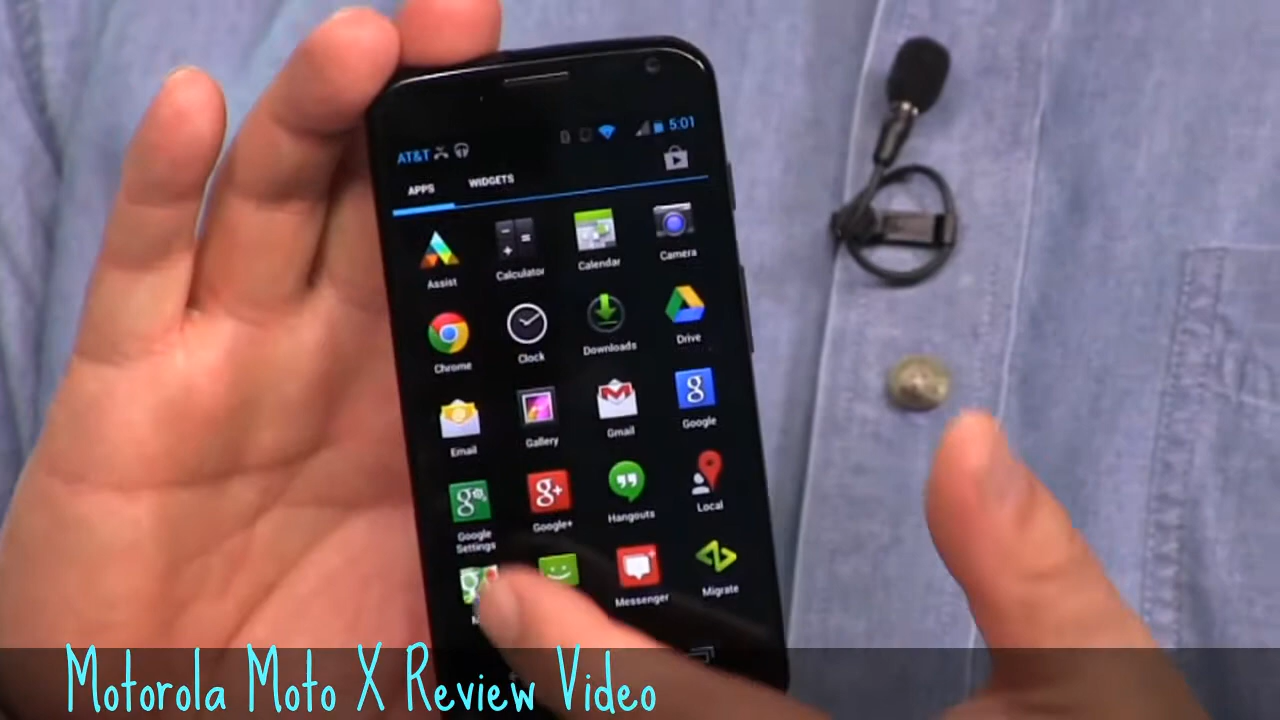 AT&T 5:01
APPS WIDGETS
Assist Calculator Calendar Camera
Chrome Clock Downloads Drive
Email Gallery Gmail Google
Google Settings Google+ Hangouts Local
Messenger Migrate
Motorola Moto X Review Video